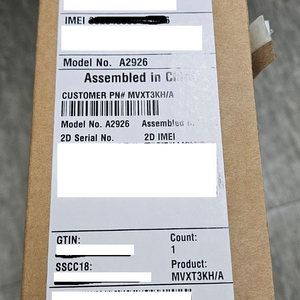 IMEI
Model No. A2926
Assembled in
CUSTOMER PN# MVXT3KH/A
Model No. A2926 Assembled
2D Serial No. 2D IMEI
GTIN: Count:
1
SSCC18: Product:
MVXT3KH/A